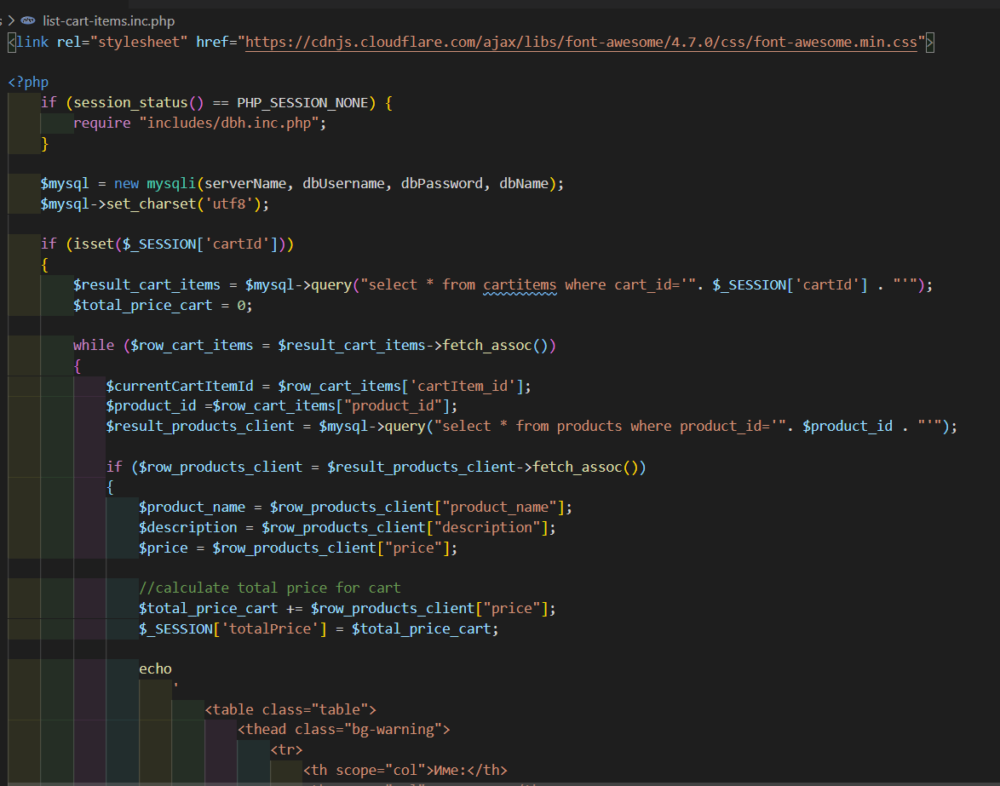 s > php list-cart-items.inc.php
<link rel="stylesheet" href="https://cdnjs.cloudflare.com/ajax/libs/font-awesome/4.7.0/css/font-awesome.min.css">
<?php
if (session_status() == PHP_SESSION_NONE) {
require "includes/dbh.inc.php";
}
$mysql = new mysqli(serverName, dbUsername, dbPassword, dbName);
$mysql->set_charset('utf8');
if (isset($_SESSION['cartId']))
{
$result_cart_items = $mysql->query("select * from cartitems where cart_id='". $_SESSION['cartId'] . "'");
$total_price_cart = 0;
while ($row_cart_items = $result_cart_items->fetch_assoc())
{
$currentCartItemId = $row_cart_items['cartItem_id'];
$product_id =$row_cart_items["product_id"];
$result_products_client = $mysql->query("select * from products where product_id='". $product_id . "'");
if ($row_products_client = $result_products_client->fetch_assoc())
{
$product_name = $row_products_client["product_name"];
$description = $row_products_client["description"];
$price = $row_products_client["price"];
//calculate total price for cart
$total_price_cart += $row_products_client["price"];
$_SESSION['totalPrice'] = $total_price_cart;
echo
'
<table class="table">
<thead class="bg-warning">
<tr>
<th scope="col">Име:</th>